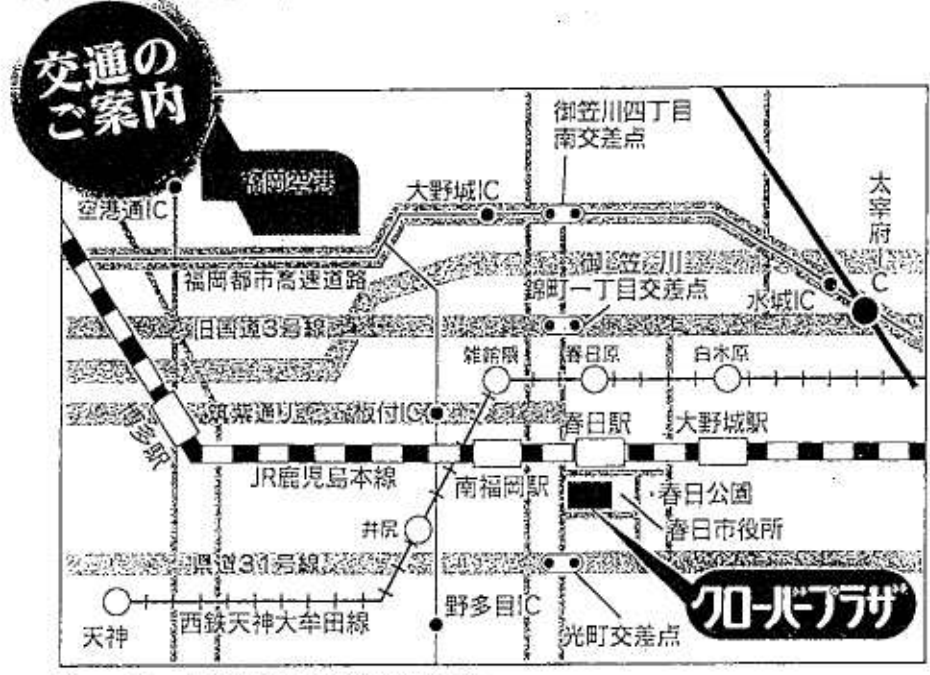 交通の
ご案内
御笠川四丁目
南交差点
福岡空港
大野城IC
太宰府IC
空港通IC
御笠川
福岡都市高速道路
錦町一丁目交差点
水城IC
旧国道3号線
雑餉隈
春日原
白木原
筑紫通り
板付IC
春日駅
大野城駅
博多駅
JR鹿児島本線
南福岡駅
・春日公園
春日市役所
井尻
県道31号線
クローバープラザ
野多目IC
西鉄天神大牟田線
天神
光町交差点